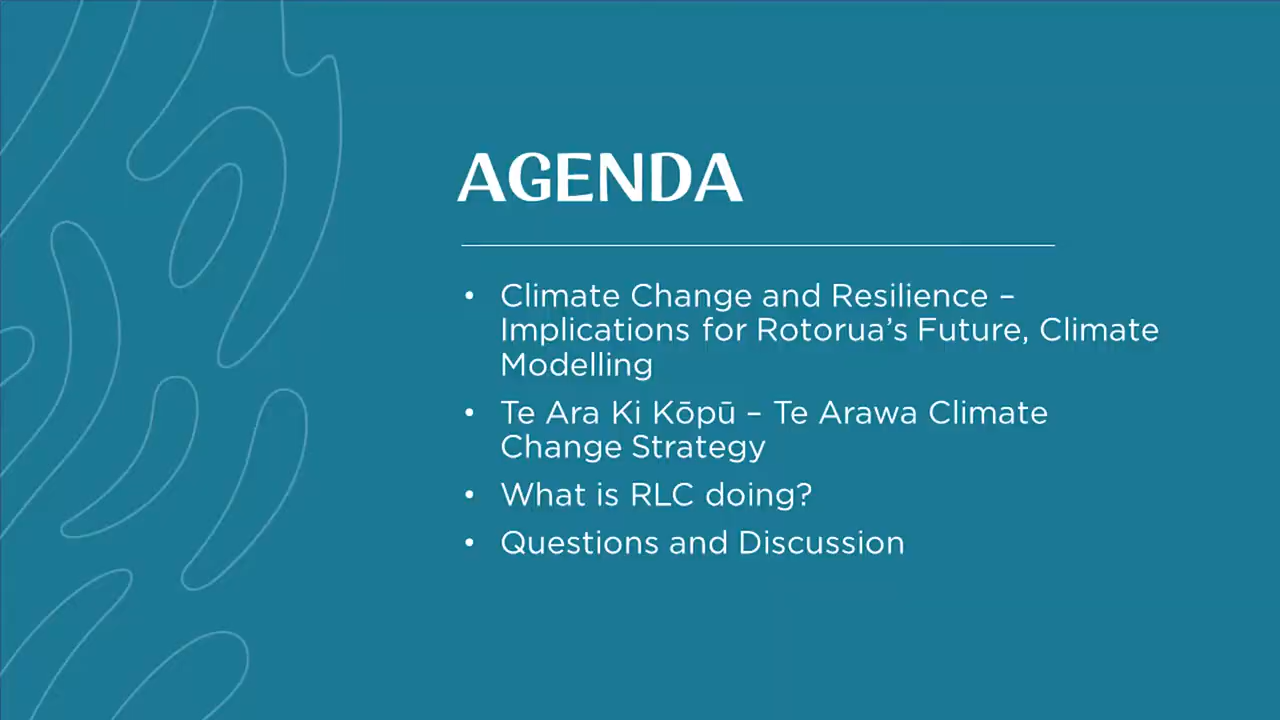 AGENDA
• Climate Change and Resilience –
Implications for Rotorua’s Future, Climate
Modelling
• Te Ara Ki Kōpū – Te Arawa Climate
Change Strategy
• What is RLC doing?
• Questions and Discussion